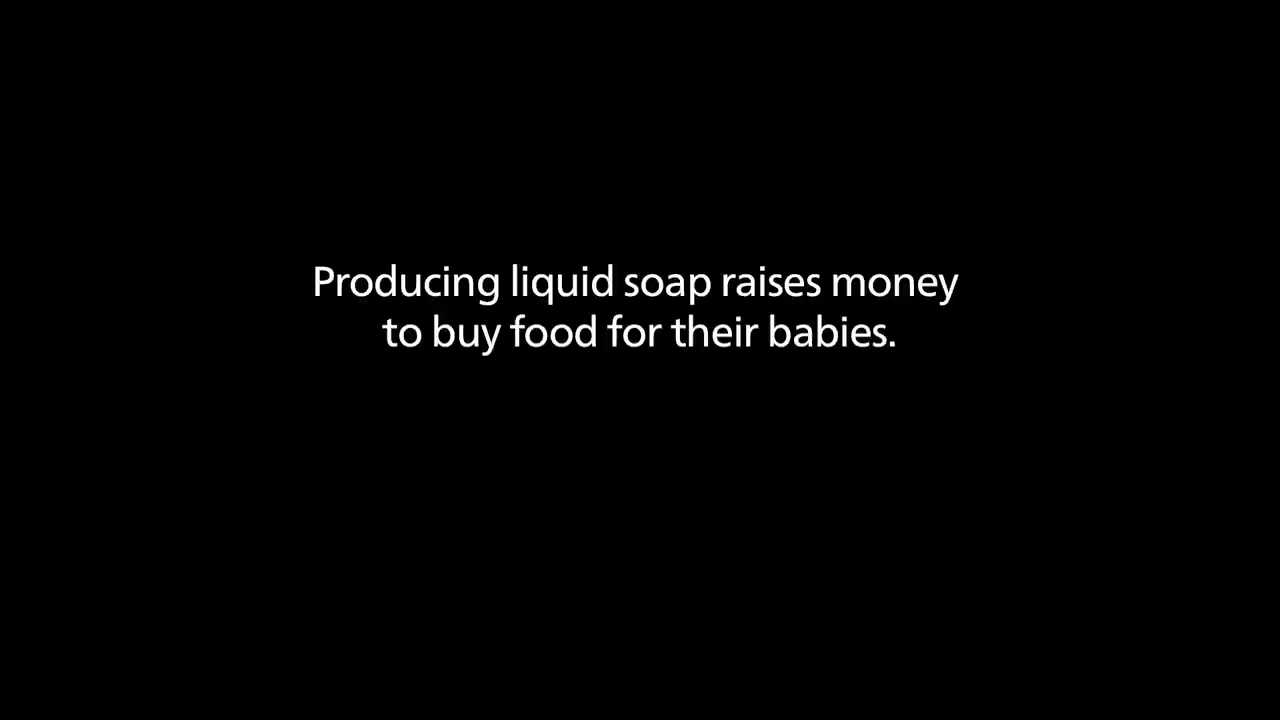 Producing liquid soap raises money
to buy food for their babies.